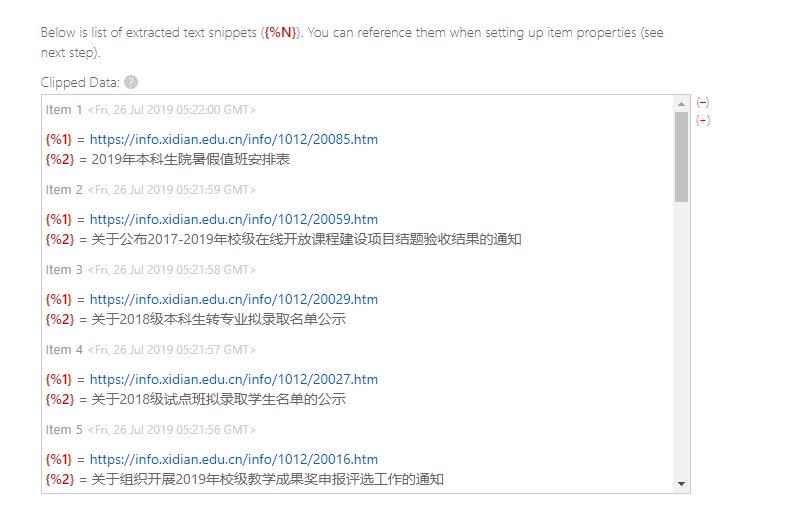 Below is list of extracted text snippets ({%N}). You can reference them when setting up item properties (see
next step).
Clipped Data: ?
(−)
(+)
Item 1 <Fri, 26 Jul 2019 05:22:00 GMT>
{%1} = https://info.xidian.edu.cn/info/1012/20085.htm
{%2} = 2019年本科生院暑假值班安排表
Item 2 <Fri, 26 Jul 2019 05:21:59 GMT>
{%1} = https://info.xidian.edu.cn/info/1012/20059.htm
{%2} = 关于公布2017-2019年校级在线开放课程建设项目结题验收结果的通知
Item 3 <Fri, 26 Jul 2019 05:21:58 GMT>
{%1} = https://info.xidian.edu.cn/info/1012/20029.htm
{%2} = 关于2018级本科生转专业拟录取名单公示
Item 4 <Fri, 26 Jul 2019 05:21:57 GMT>
{%1} = https://info.xidian.edu.cn/info/1012/20027.htm
{%2} = 关于2018级试点班拟录取学生名单的公示
Item 5 <Fri, 26 Jul 2019 05:21:56 GMT>
{%1} = https://info.xidian.edu.cn/info/1012/20016.htm
{%2} = 关于组织开展2019年校级教学成果奖申报评选工作的通知